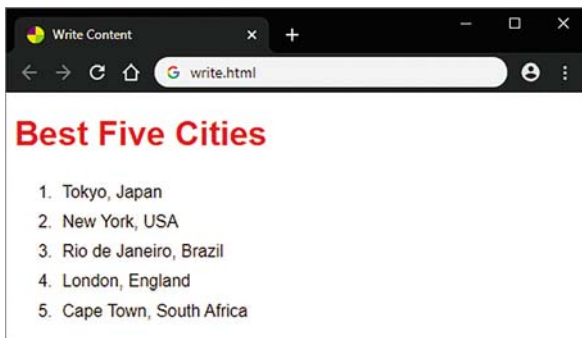 Write Content
write.html
Best Five Cities
1. Tokyo, Japan
2. New York, USA
3. Rio de Janeiro, Brazil
4. London, England
5. Cape Town, South Africa